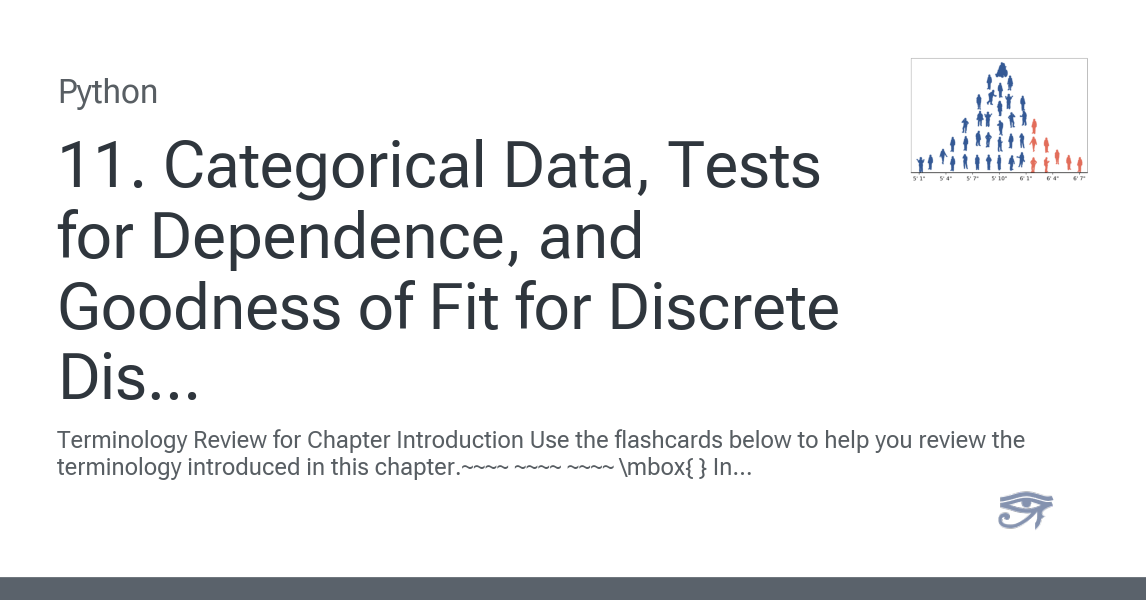 Python
11. Categorical Data, Tests
for Dependence, and
Goodness of Fit for Discrete
Dis...
Terminology Review for Chapter Introduction Use the flashcards below to help you review the
terminology introduced in this chapter.~~~~ ~~~~ ~~~~ \mbox{ } In...
5' 1" 5' 4" 5' 7" 5' 10" 6' 1" 6' 4" 6' 7"